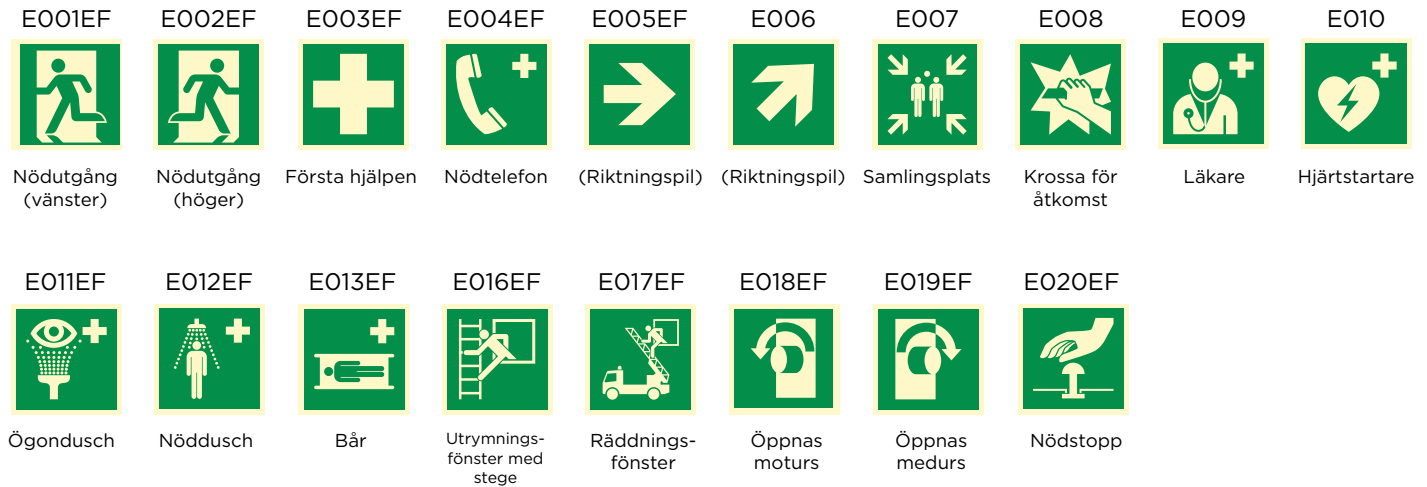 E001EF E002EF E003EF E004EF E005EF E006 E007 E008 E009 E010
Nödutgång (vänster)
Nödutgång (höger)
Första hjälpen
Nödtelefon
(Riktningspil)
(Riktningspil)
Samlingsplats
Krossa för åtkomst
Läkare
Hjärtstartare
E011EF E012EF E013EF E016EF E017EF E018EF E019EF E020EF
Ögondusch
Nöddusch
Bår
Utrymnings-
fönster med
stege
Räddnings-
fönster
Öppnas
moturs
Öppnas
medurs
Nödstopp